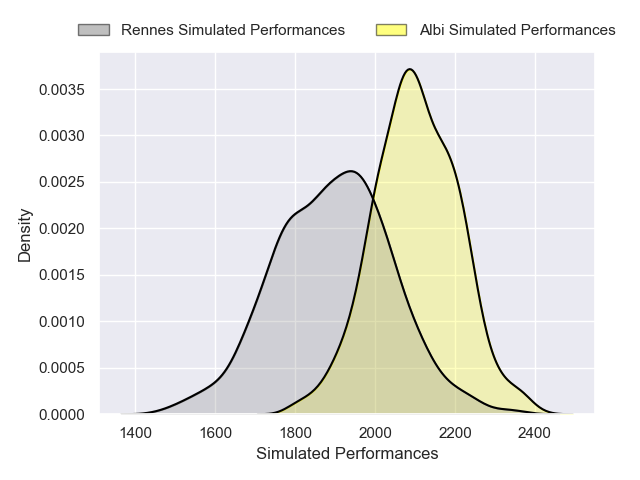 Rennes Simulated Performances
Albi Simulated Performances
0.0035
0.0030
0.0025
0.0020
0.0015
0.0010
0.0005
0.0000
Density
1400 1600 1800 2000 2200 2400
Simulated Performances